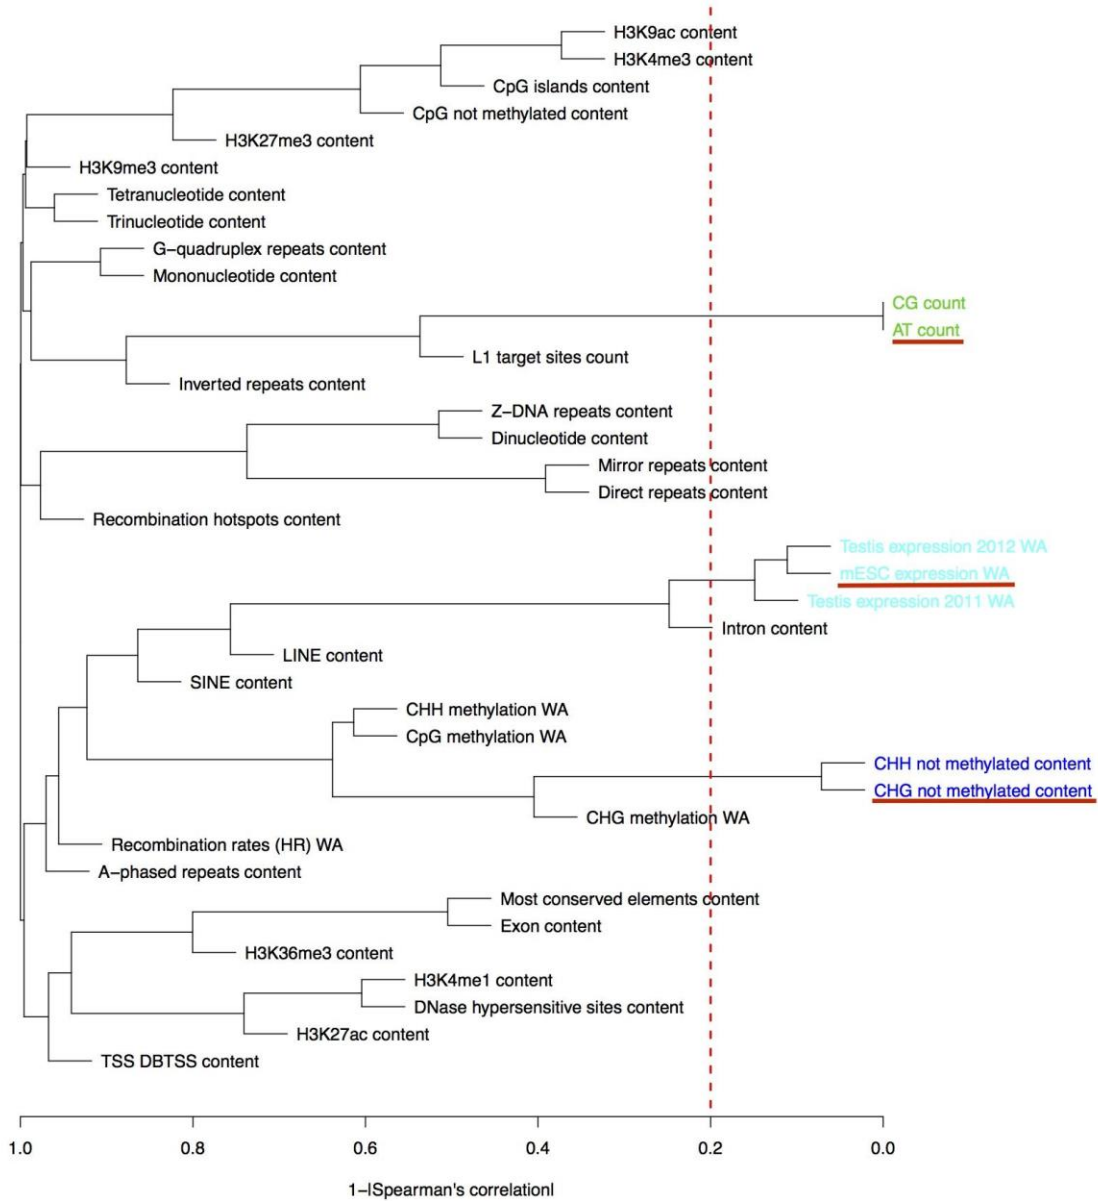 H3K9ac content
H3K4me3 content
CpG islands content
CpG not methylated content
H3K27me3 content
H3K9me3 content
Tetranucleotide content
Trinucleotide content
G−quadruplex repeats content
Mononucleotide content
CG count
AT count
L1 target sites count
Inverted repeats content
Z−DNA repeats content
Dinucleotide content
Mirror repeats content
Direct repeats content
Recombination hotspots content
Testis expression 2012 WA
mESC expression WA
Testis expression 2011 WA
Intron content
LINE content
SINE content
CHH methylation WA
CpG methylation WA
CHH not methylated content
CHG not methylated content
CHG methylation WA
Recombination rates (HR) WA
A−phased repeats content
Most conserved elements content
Exon content
H3K36me3 content
H3K4me1 content
DNase hypersensitive sites content
H3K27ac content
TSS DBTSS content
1.0 0.8 0.6 0.4 0.2 0.0
1−|Spearman's correlation|